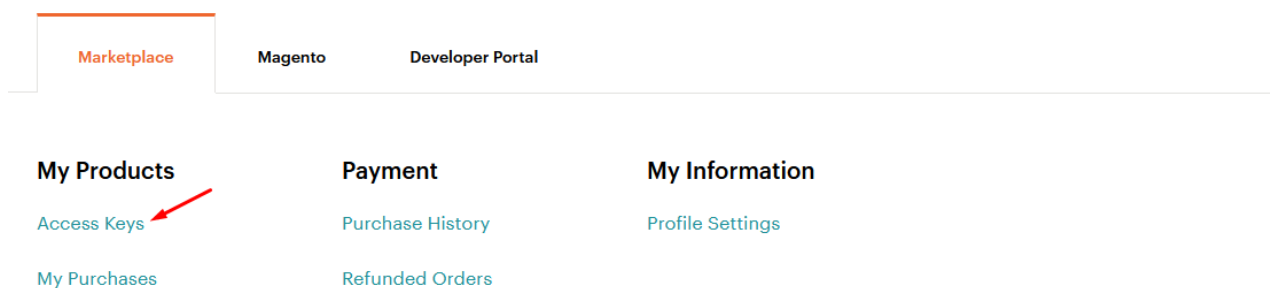 Marketplace Magento Developer Portal
My Products Payment My Information
Access Keys Purchase History Profile Settings
My Purchases Refunded Orders